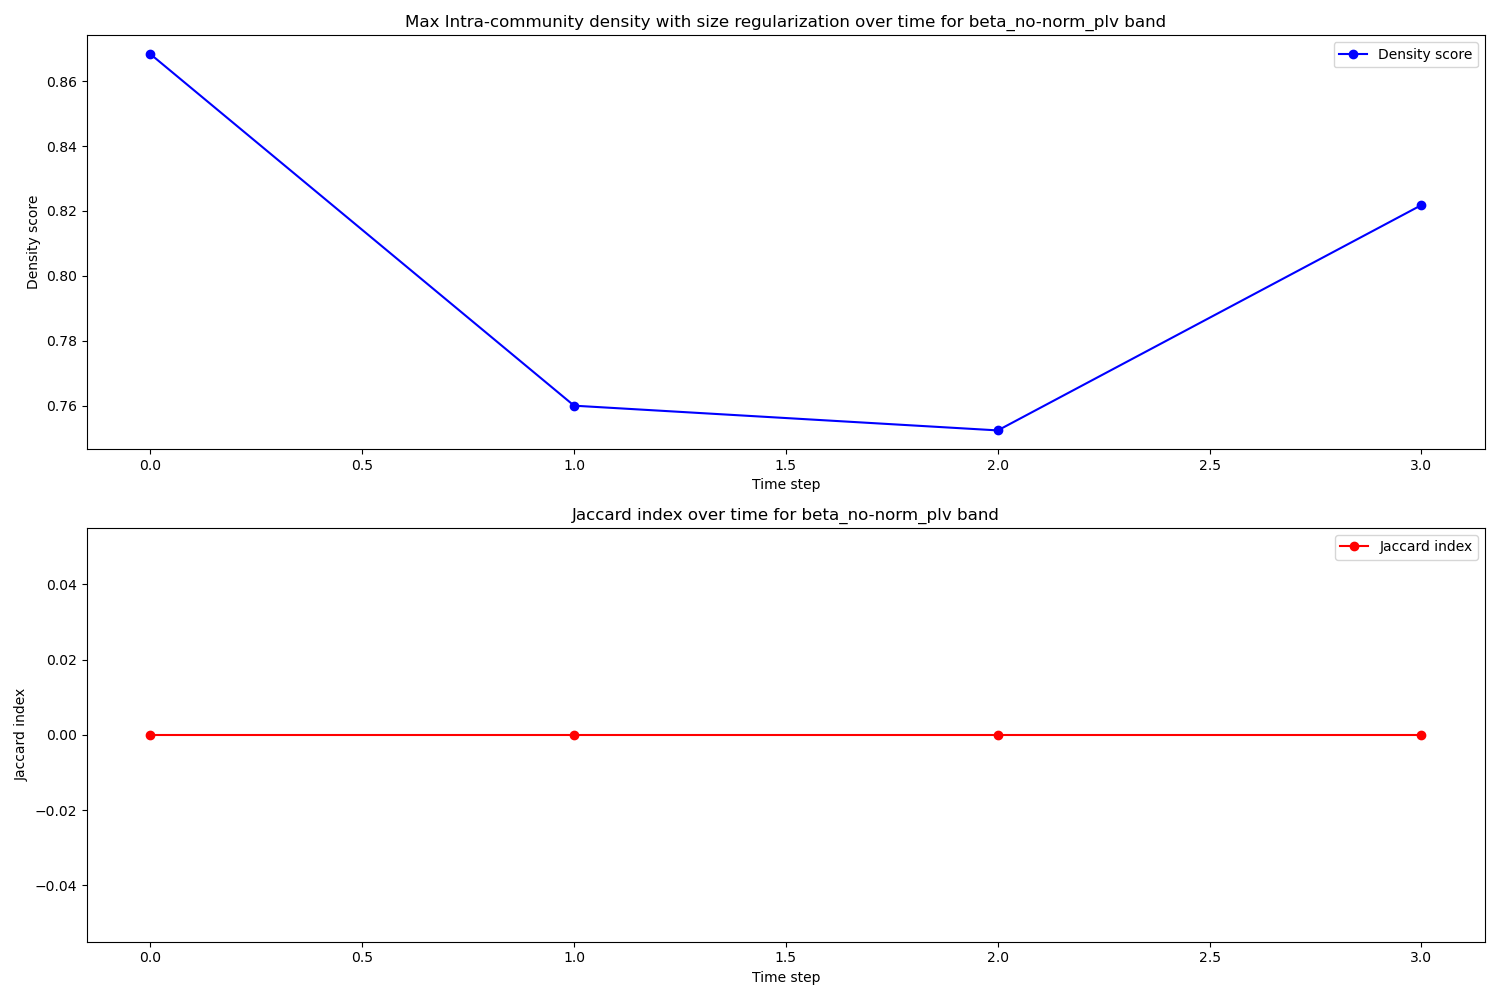 Max Intra-community density with size regularization over time for beta_no-norm_plv band
Density score
0.86
0.84
0.82
0.80
0.78
0.76
Density score
0.0 0.5 1.0 1.5 2.0 2.5 3.0
Time step
Jaccard index over time for beta_no-norm_plv band
Jaccard index
0.04
0.02
0.00
−0.02
−0.04
Jaccard index
0.0 0.5 1.0 1.5 2.0 2.5 3.0
Time step